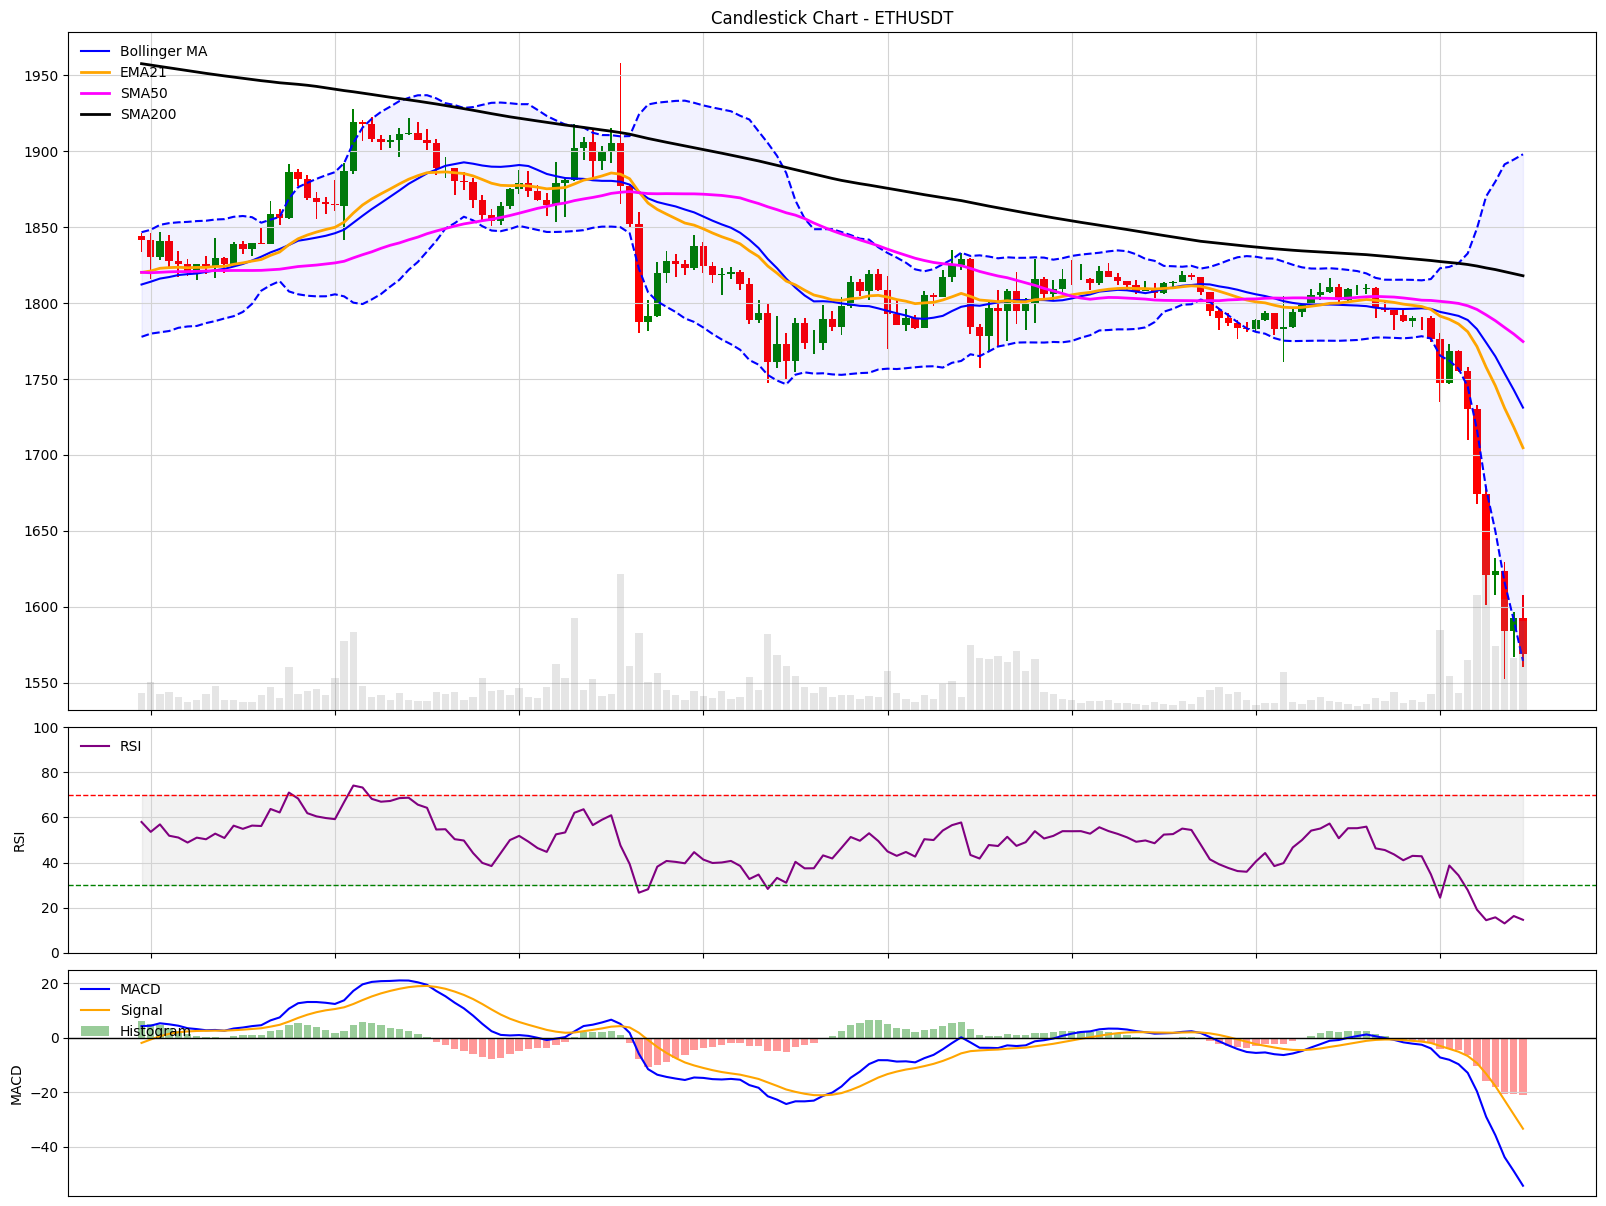 Candlestick Chart - ETHUSDT
Bollinger MA
EMA21
SMA50
SMA200
1950
1900
1850
1800
1750
1700
1650
1600
1550
RSI
RSI
100
80
60
40
20
0
MACD
Signal
Histogram
MACD
20
0
−20
−40